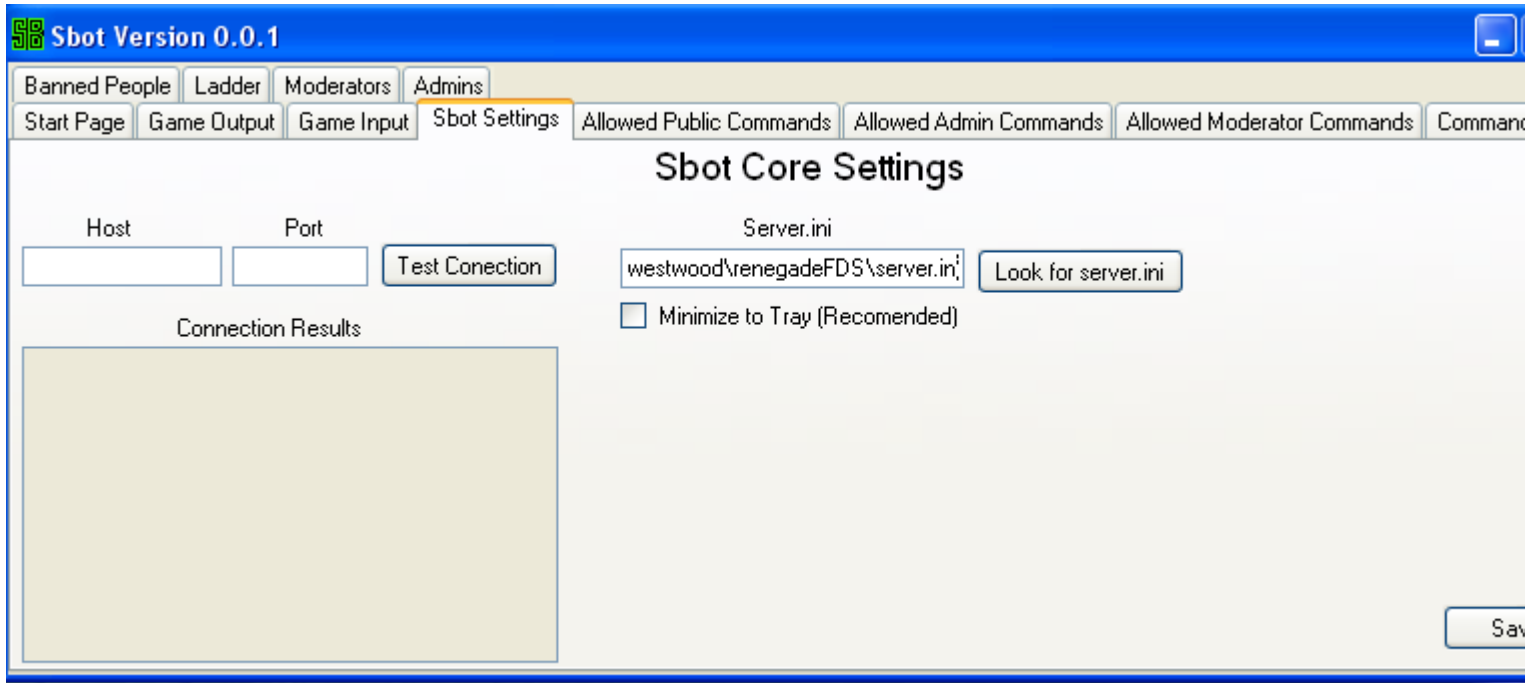 SB Sbot Version 0.0.1
Banned People Ladder Moderators Admins
Start Page Game Output Game Input Sbot Settings Allowed Public Commands Allowed Admin Commands Allowed Moderator Commands
Sbot Core Settings
Host Port Server.ini
Test Conection westwood\renegadeFDS\server.in Look for server.ini
Minimize to Tray (Recomended)
Connection Results